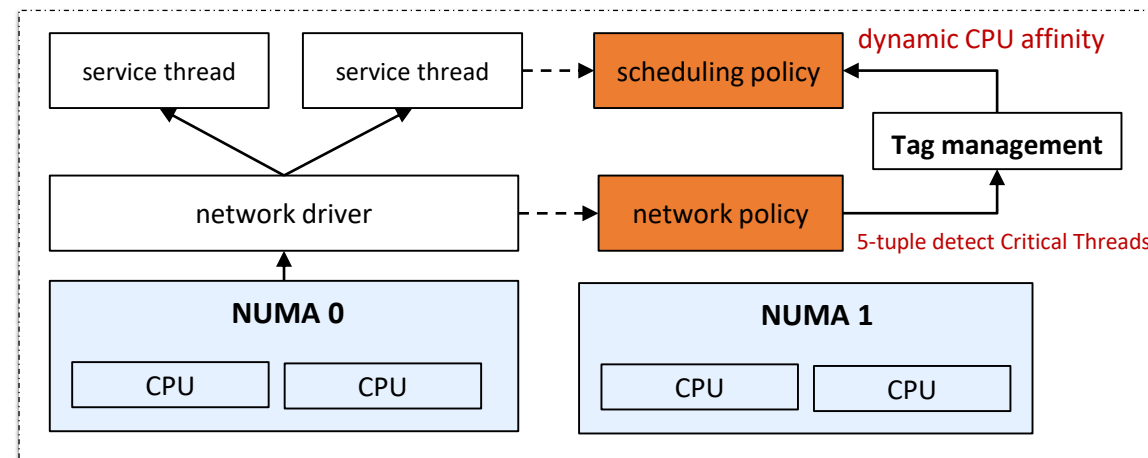 dynamic CPU affinity
service thread
service thread
scheduling policy
Tag management
network driver
network policy
5-tuple detect Critical Threads
NUMA 0
NUMA 1
CPU
CPU
CPU
CPU